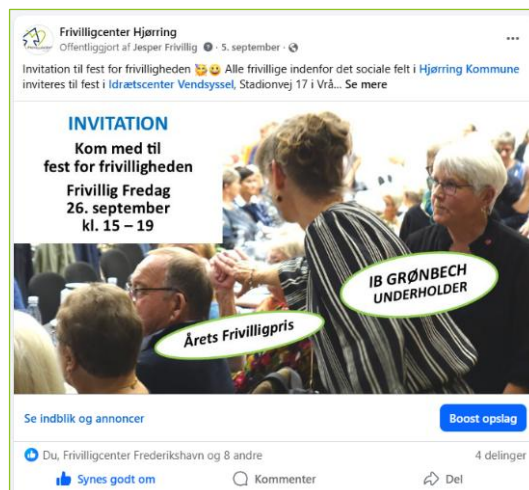 Frivilligcenter Hjørring
Offentliggjort af Jesper Frivillig · 5. september ·
Invitation til fest for frivilligheden 🥰😃 Alle frivillige indenfor det sociale felt i Hjørring Kommune
inviteres til fest i Idrætscenter Vendsyssel, Stadionvej 17 i Vrå... Se mere
INVITATION
Kom med til
fest for frivilligheden
Frivillig Fredag
26. september
kl. 15 – 19
IB GRØNBECH
UNDERHOLDER
Årets Frivilligpris
Se indblik og annoncer
Boost opslag
Du, Frivilligcenter Frederikshavn og 8 andre
4 delinger
Synes godt om
Kommenter
Del